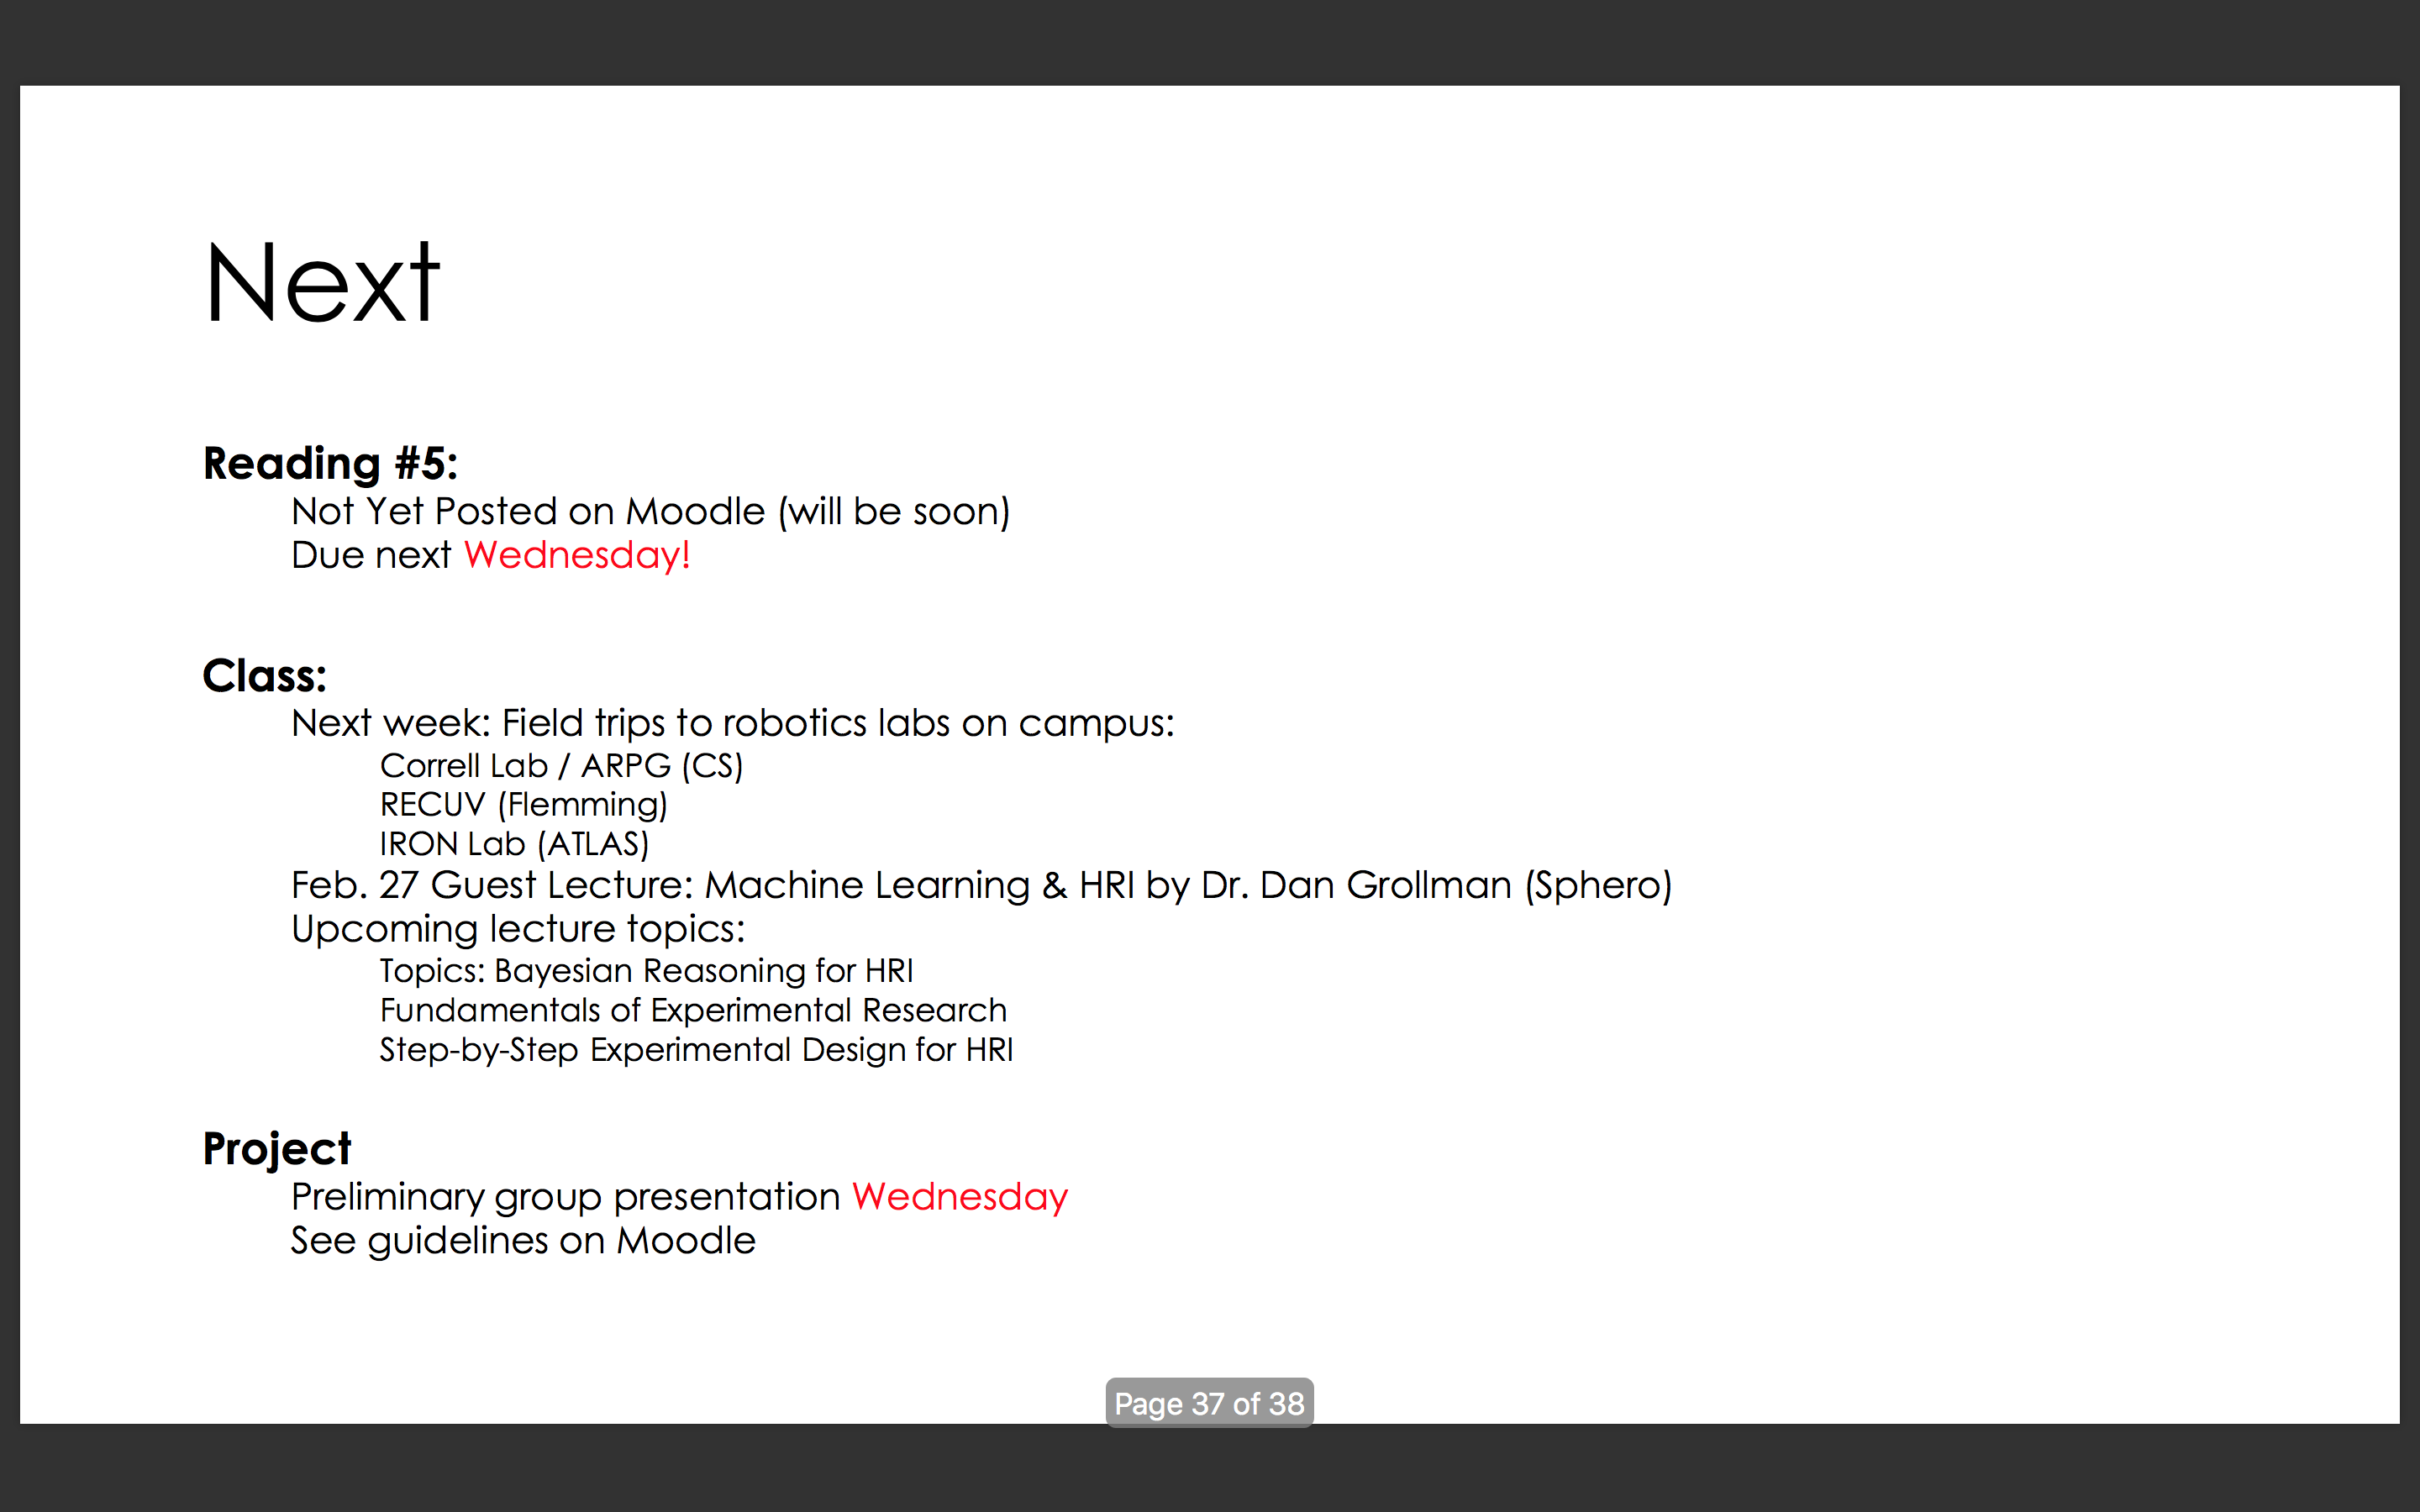 Next
Reading #5:
Not Yet Posted on Moodle (will be soon)
Due next Wednesday!
Class:
Next week: Field trips to robotics labs on campus:
Correll Lab / ARPG (CS)
RECUV (Flemming)
IRON Lab (ATLAS)
Feb. 27 Guest Lecture: Machine Learning & HRI by Dr. Dan Grollman (Sphero)
Upcoming lecture topics:
Topics: Bayesian Reasoning for HRI
Fundamentals of Experimental Research
Step-by-Step Experimental Design for HRI
Project
Preliminary group presentation Wednesday
See guidelines on Moodle
Page 37 of 38